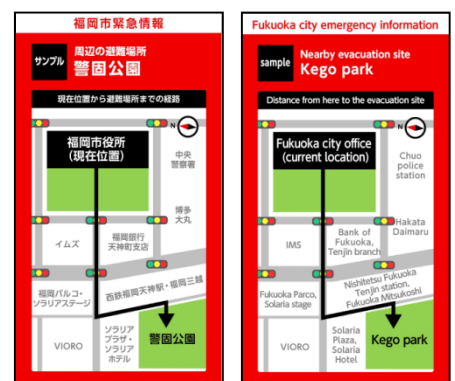 福岡市緊急情報
サンプル
周辺の避難場所
警固公園
現在位置から避難場所までの経路
N
福岡市役所
(現在位置)
中央
警察署
博多
大丸
イムズ
福岡銀行
天神町支店
西鉄福岡天神駅・福岡三越
福岡パルコ・
ソラリアステージ
VIORO
ソラリア
プラザ・
ソラリア
ホテル
警固公園
Fukuoka city emergency information
sample
Nearby evacuation site
Kego park
Distance from here to the evacuation site
N
Fukuoka city office
(current location)
Chuo
police
station
Hakata
Daimaru
IMS
Bank of
Fukuoka,
Tenjin branch
Nishitetsu Fukuoka
Tenjin station,
Fukuoka Mitsukoshi
Fukuoka Parco,
Solaria stage
VIORO
Solaria
Plaza,
Solaria
Hotel
Kego park